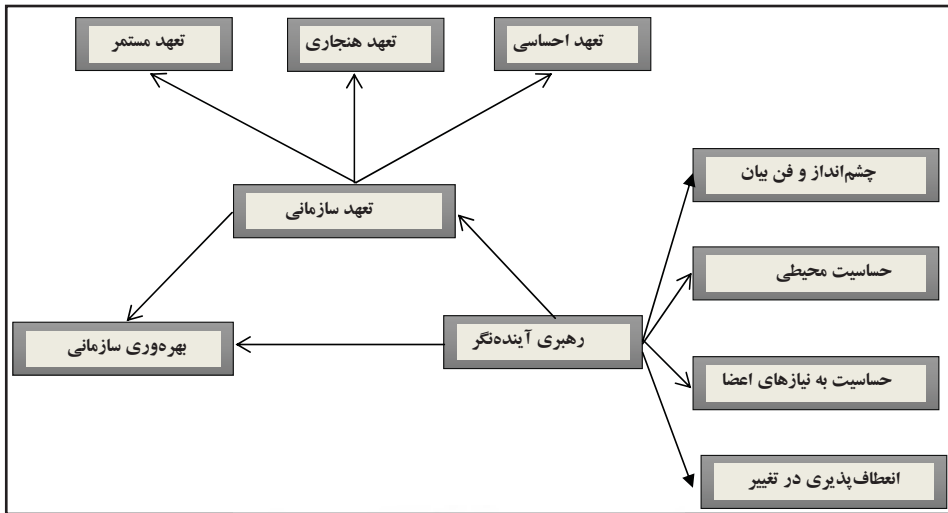 تعهد احساسی
تعهد هنجاری
تعهد مستمر
چشم‌انداز و فن بیان
تعهد سازمانی
حساسیت محیطی
رهبری آینده‌نگر
بهره‌وری سازمانی
حساسیت به نیازهای اعضا
انعطاف‌پذیری در تغییر